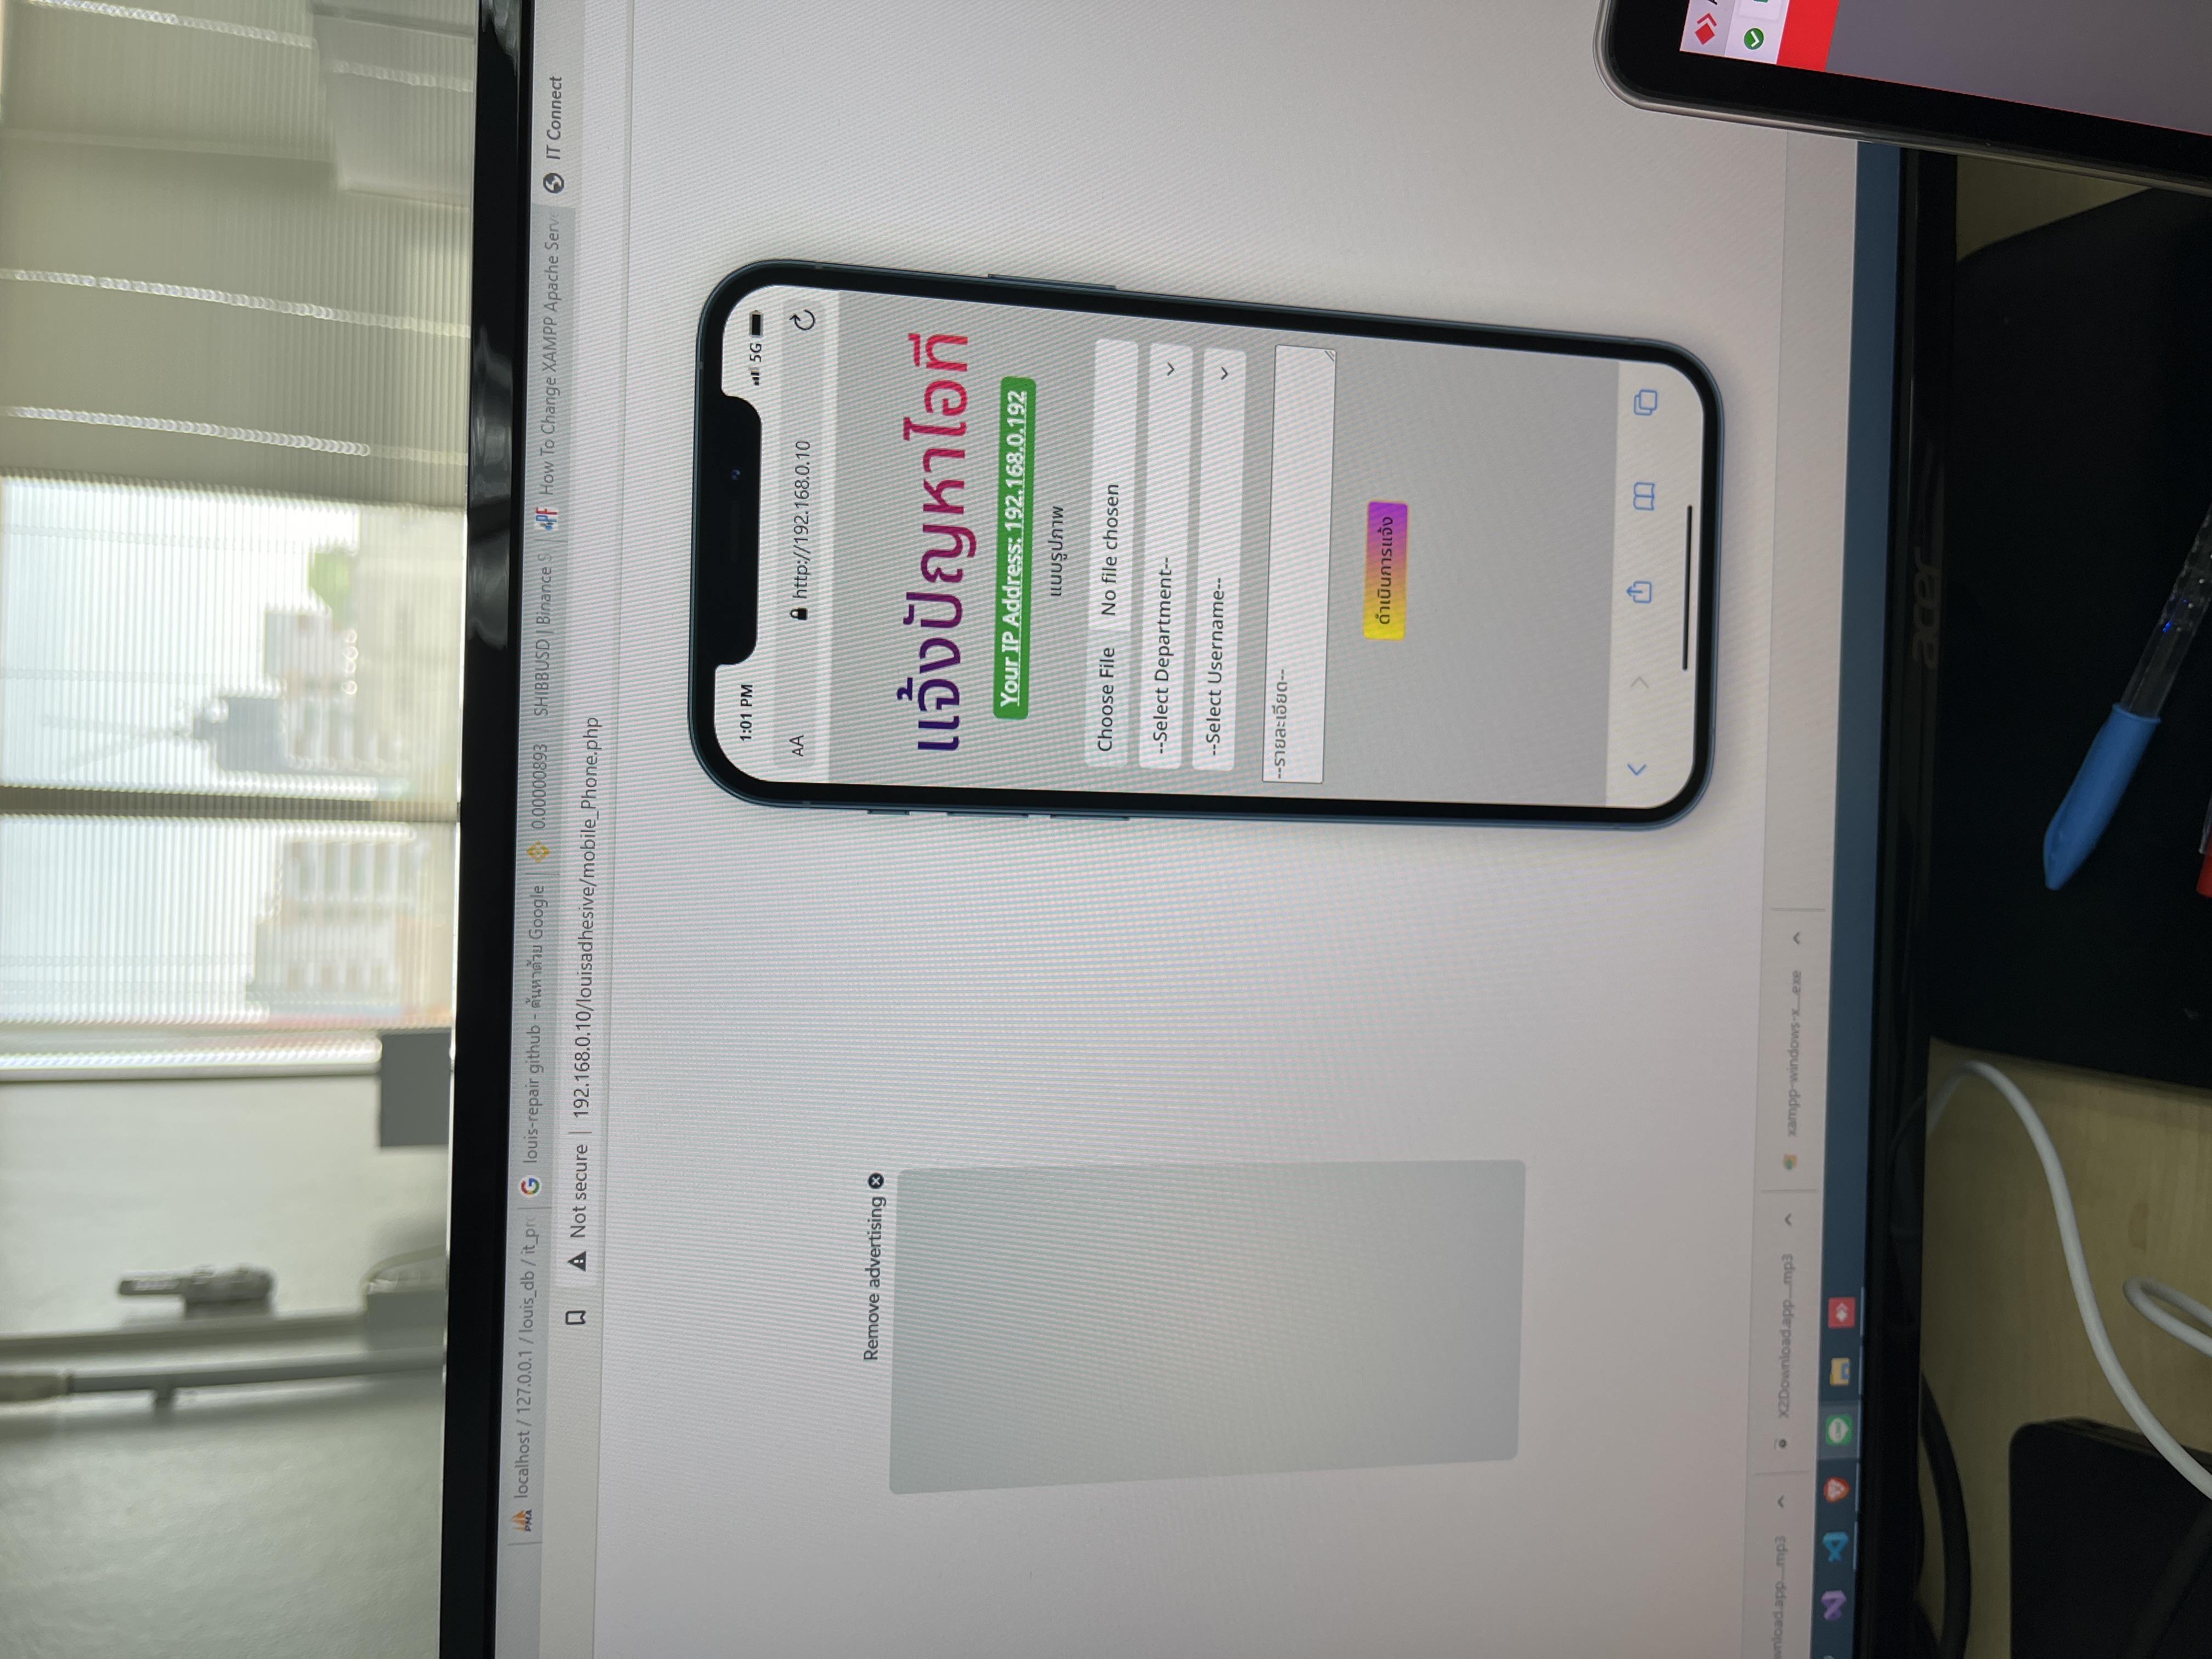 PMA localhost / 127.0.0.1 / louis_db / it_pr
louis-repair github - ค้นหาด้วย Google
0.00000893 | SHIBBUSD | Binance S
How To Change XAMPP Apache Serve
IT Connect
Not secure | 192.168.0.10/louisadhesive/mobile_Phone.php
Remove advertising
1:01 PM
5G
AA
http://192.168.0.10
แจ้งปัญหาไอที
Your IP Address: 192.168.0.192
แนบรูปภาพ
Choose File No file chosen
--Select Department--
--Select Username--
--รายละเอียด--
ดำเนินการแจ้ง
wnload.app....mp3
X2Download.app....mp3
xampp-windows-x....exe
acer